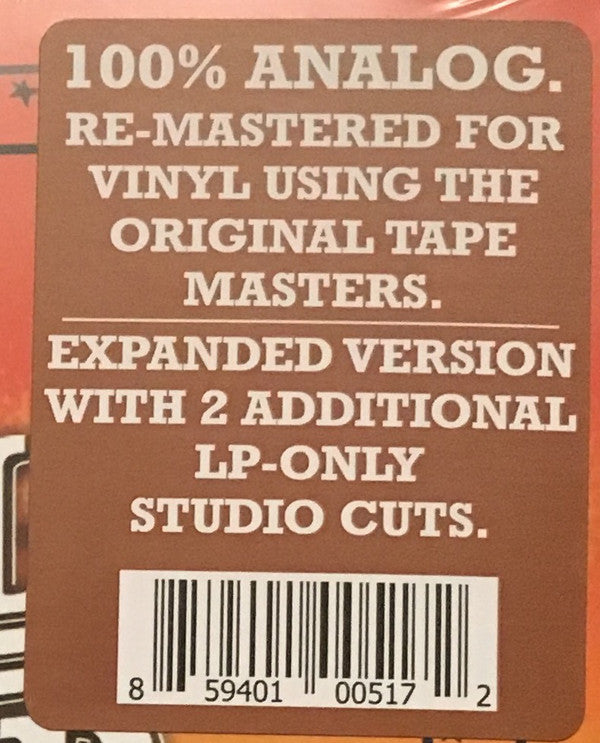 100% ANALOG.
RE-MASTERED FOR
VINYL USING THE
ORIGINAL TAPE
MASTERS.
EXPANDED VERSION
WITH 2 ADDITIONAL
LP-ONLY
STUDIO CUTS.
8 59401 00517 2